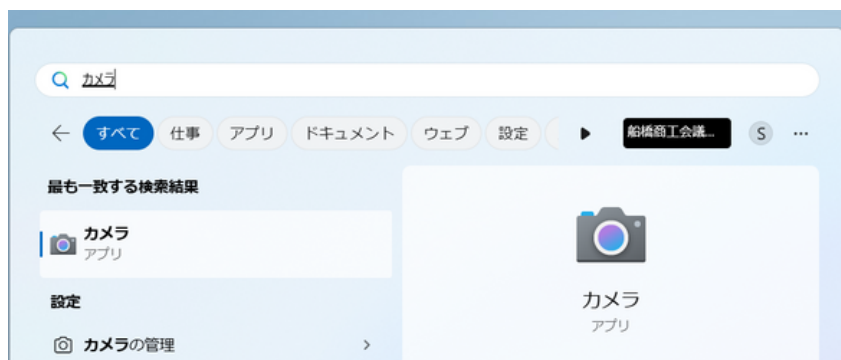 カメラ
すべて 仕事 アプリ ドキュメント ウェブ 設定 船橋商工会議... S ...
最も一致する検索結果
カメラ
アプリ
設定
カメラの管理
カメラ
アプリ